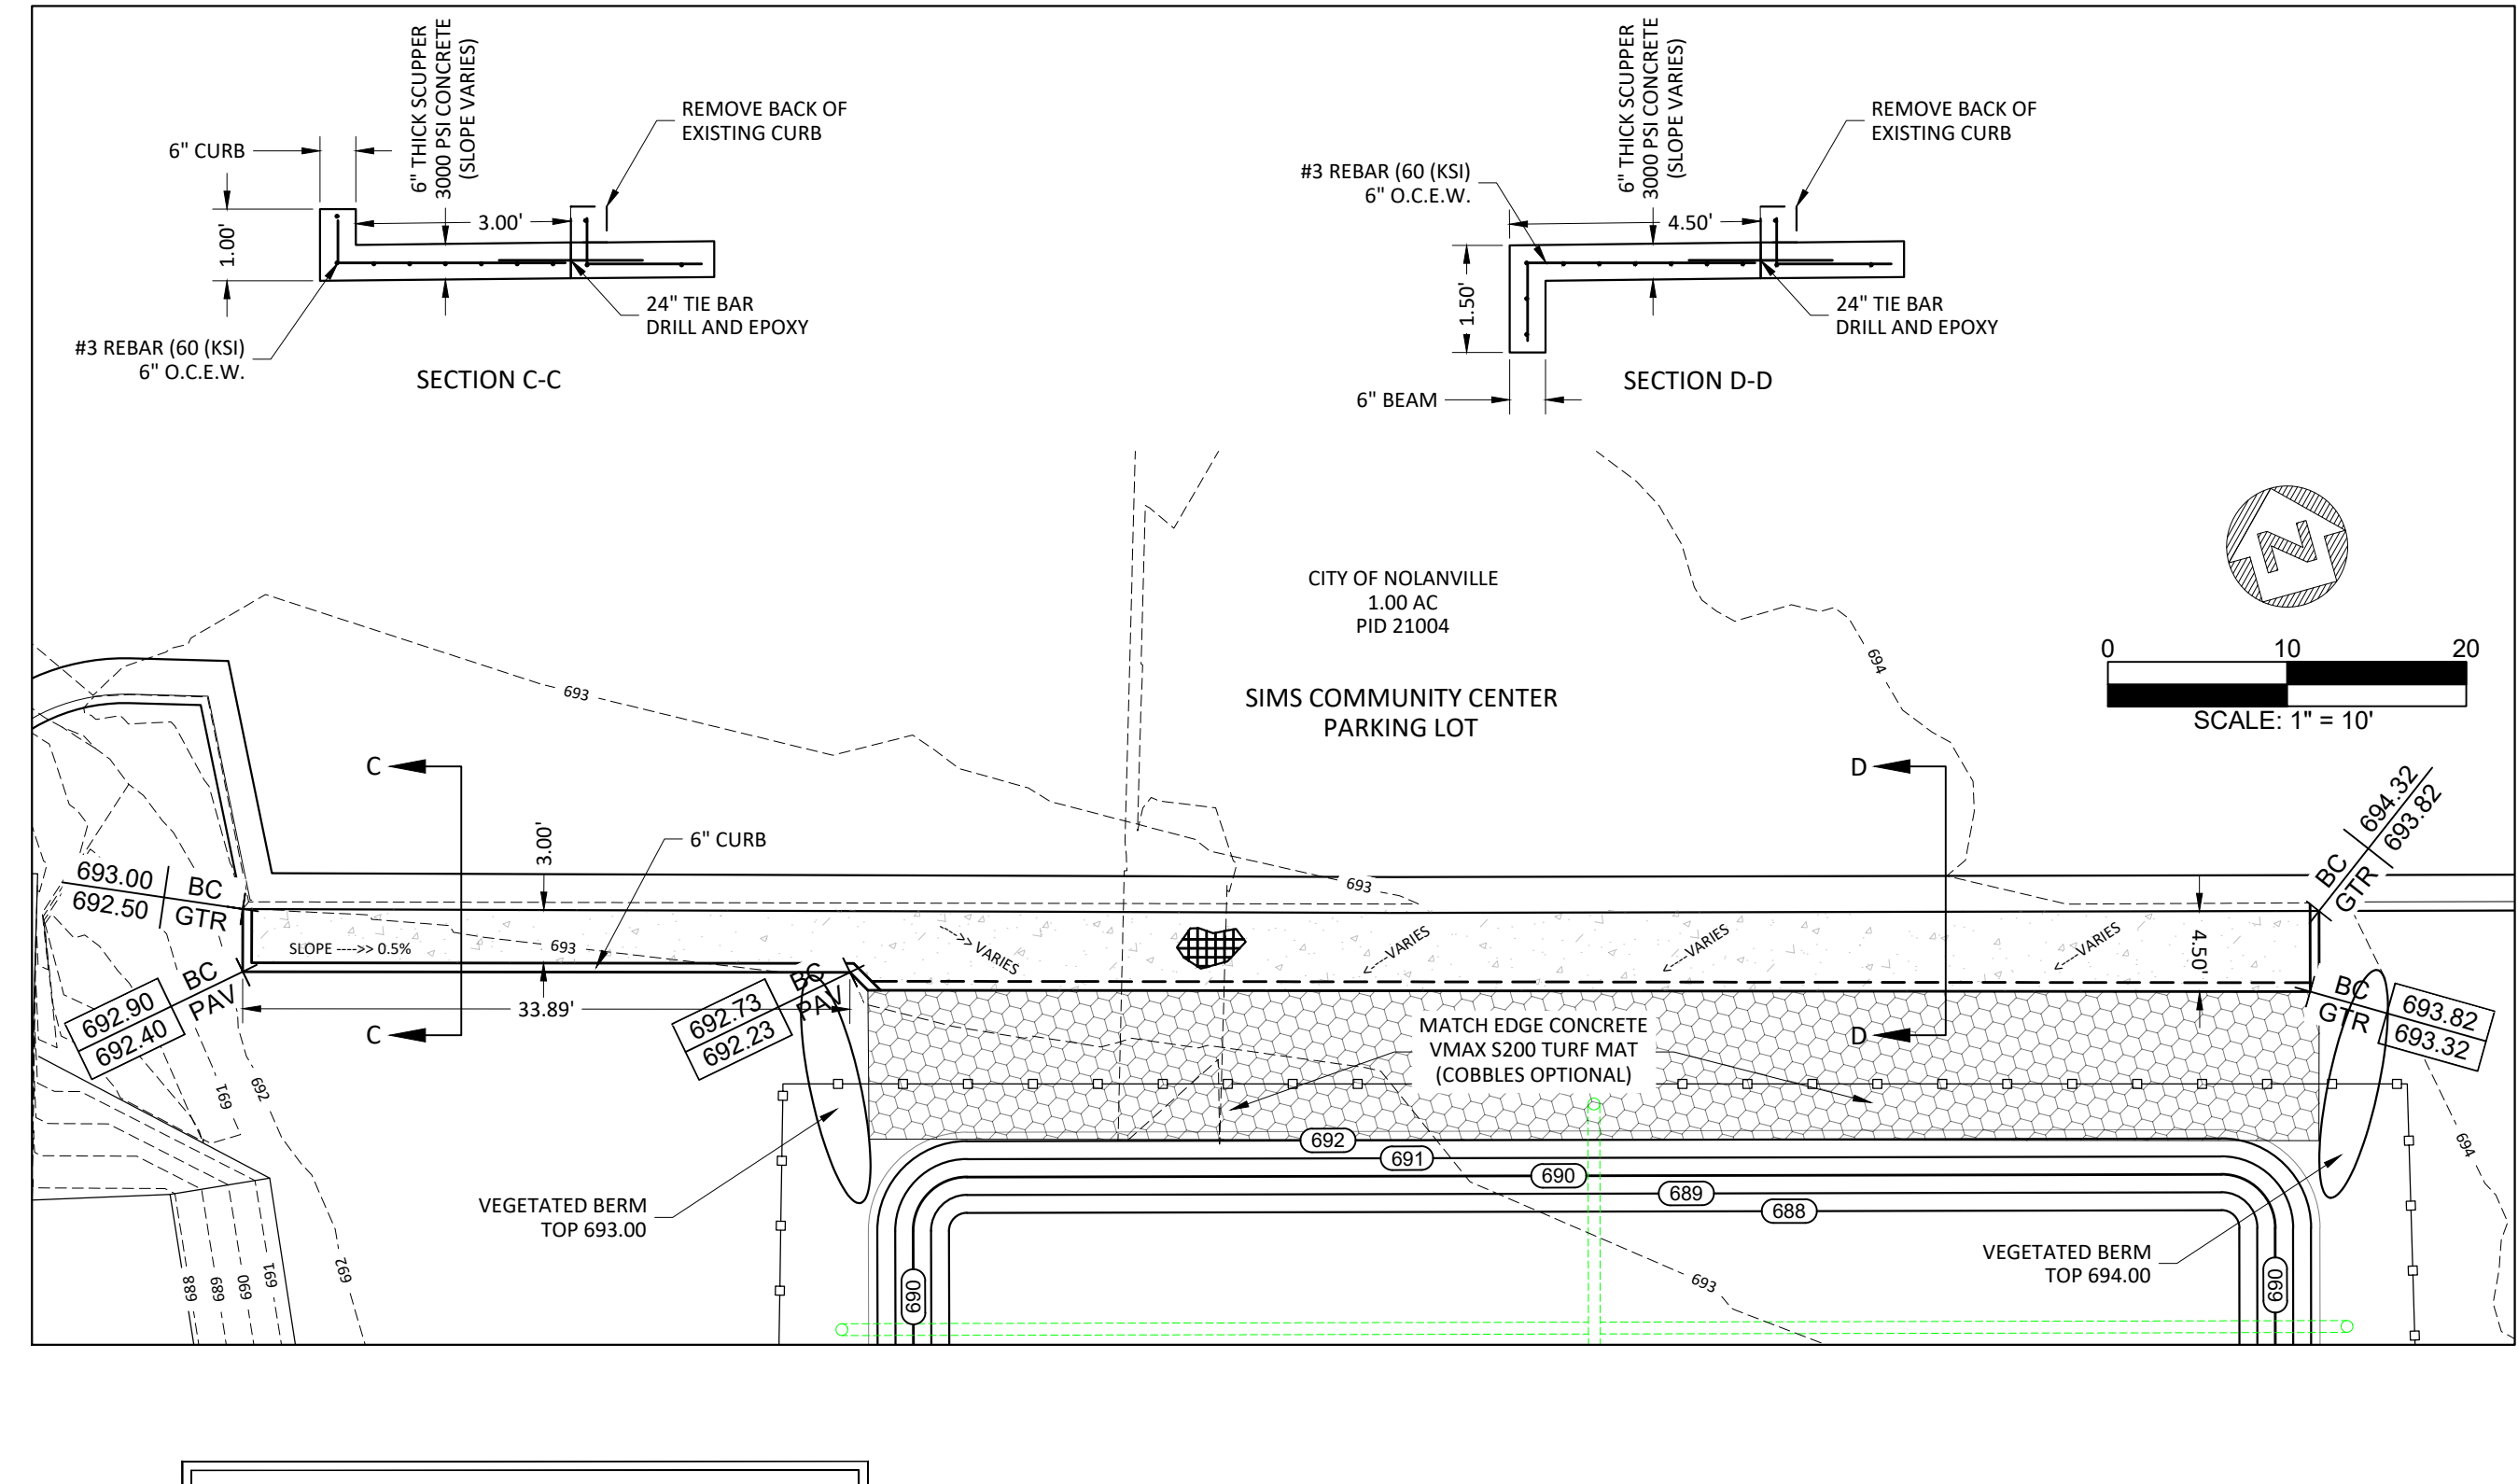 6" THICK SCUPPER
3000 PSI CONCRETE
(SLOPE VARIES)
REMOVE BACK OF
EXISTING CURB
6" CURB
1.00'
3.00'
#3 REBAR (60 (KSI)
6" O.C.E.W.
24" TIE BAR
DRILL AND EPOXY
SECTION C-C
6" THICK SCUPPER
3000 PSI CONCRETE
(SLOPE VARIES)
REMOVE BACK OF
EXISTING CURB
#3 REBAR (60 (KSI)
6" O.C.E.W.
4.50'
1.50'
24" TIE BAR
DRILL AND EPOXY
6" BEAM
SECTION D-D
CITY OF NOLANVILLE
1.00 AC
PID 21004
SIMS COMMUNITY CENTER
PARKING LOT
N
0 10 20
SCALE: 1" = 10'
693
694
C
D
3.00'
6" CURB
693
693.00 BC
692.50 GTR
694.32 BC
693.82 GTR
SLOPE ---->> 0.5%
693
-->> VARIES
<---VARIES
<---VARIES
<---VARIES
4.50'
692.90 BC
692.40 PAV
33.89'
692.73 BC
692.23 PAV
C
D
BC 693.82
GTR 693.32
MATCH EDGE CONCRETE
VMAX S200 TURF MAT
(COBBLES OPTIONAL)
691
692
692
691
690
689
688
694
VEGETATED BERM
TOP 693.00
VEGETATED BERM
TOP 694.00
688
689
690
691
692
690
693
690